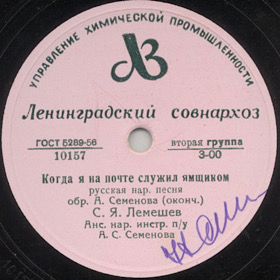 УПРАВЛЕНИЕ ХИМИЧЕСКОЙ ПРОМЫШЛЕННОСТИ
ЛЗ
Ленинградский совнархоз
ГОСТ 5289-56 вторая группа
10157 3-00
Когда я на почте служил ямщиком
русская нар. песня
обр. А. Семенова (оконч.)
С. Я. Лемешев
Анс. нар. инстр. п/у
А. С. Семенова